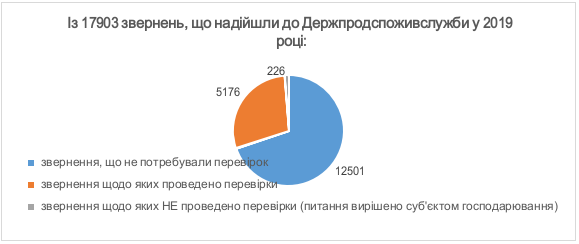 Із 17903 звернень, що надійшли до Держпродспоживслужби у 2019
році:
226
5176
12501
звернення, що не потребували перевірок
звернення щодо яких проведено перевірки
звернення щодо яких НЕ проведено перевірки (питання вирішено суб'єктом господарювання)